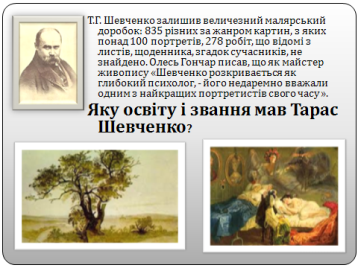 Т.Г. Шевченко залишив величезний малярський
доробок: 835 різних за жанром картин, з яких
понад 100 портретів, 278 робіт, що відомі з
листів, щоденника, згадок сучасників, не
знайдено. Олесь Гончар писав, що як майстер
живопису «Шевченко розкривається як
глибокий психолог, - його недаремно вважали
одним з найкращих портретистів свого часу».
Яку освіту і звання мав Тарас
Шевченко?